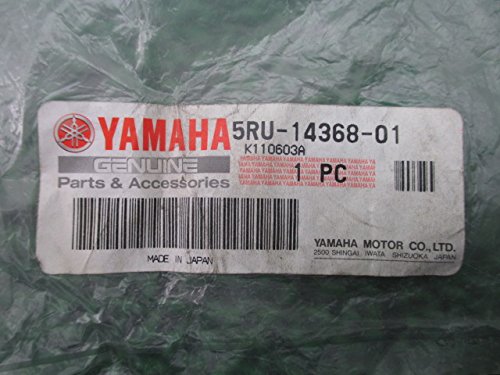 YAMAHA 5RU-14368-01
K110603A
GENUINE
Parts & Accessories
1 PC
MADE IN JAPAN
YAMAHA MOTOR CO., LTD.
2500 SHINGAI, IWATA SHIZUOKA, JAPAN